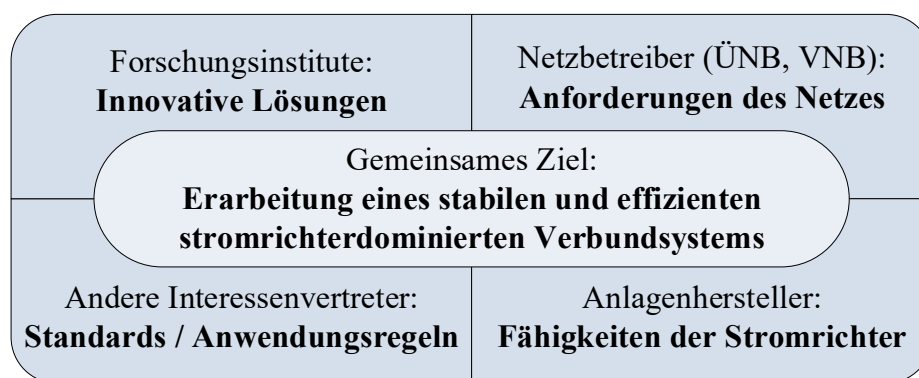 Forschungsinstitute:
Innovative Lösungen
Netzbetreiber (ÜNB, VNB):
Anforderungen des Netzes
Gemeinsames Ziel:
Erarbeitung eines stabilen und effizienten
stromrichterdominierten Verbundsystems
Andere Interessenvertreter:
Standards / Anwendungsregeln
Anlagenhersteller:
Fähigkeiten der Stromrichter